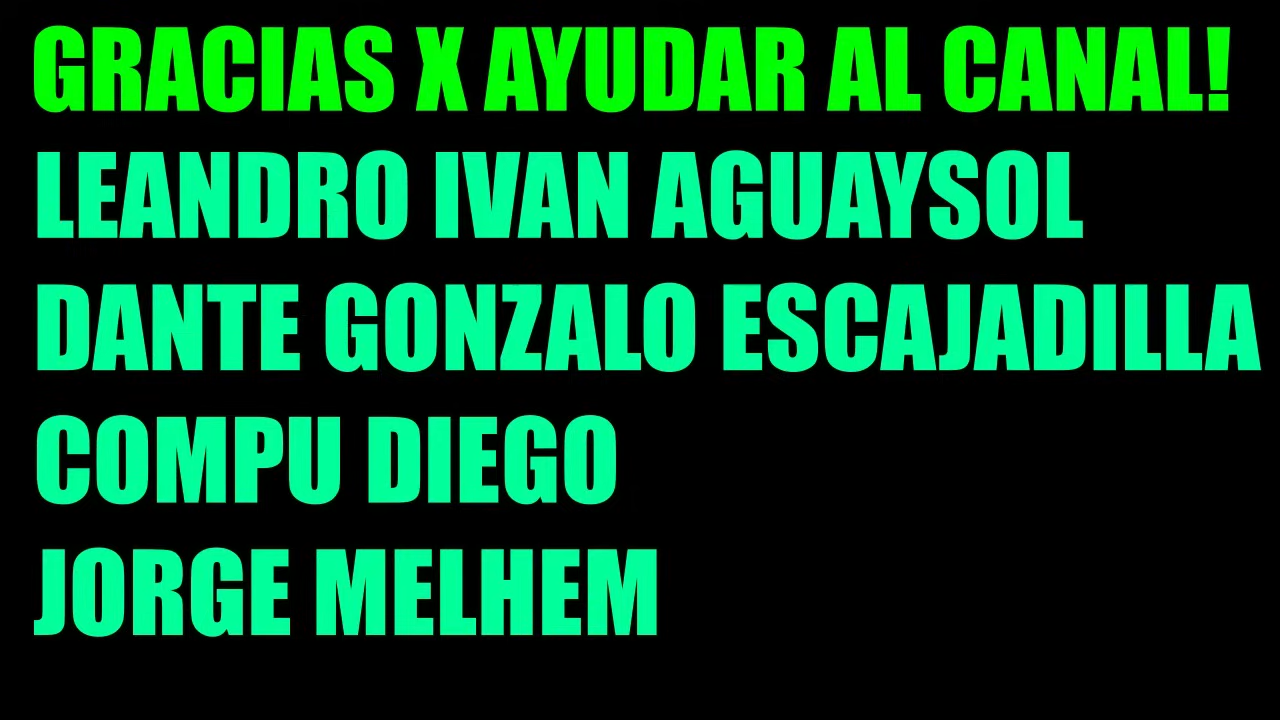 GRACIAS X AYUDAR AL CANAL!
LEANDRO IVAN AGUAYSOL
DANTE GONZALO ESCAJADILLA
COMPU DIEGO
JORGE MELHEM